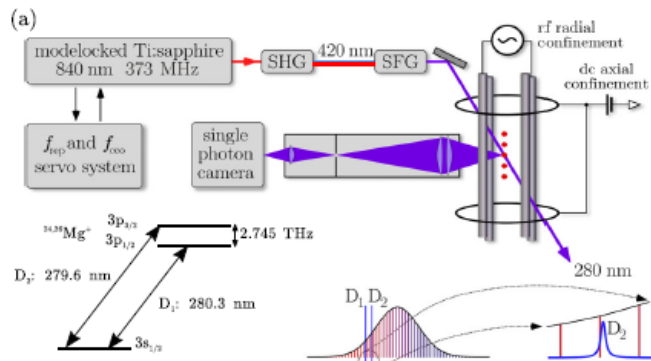 (a)
modelocked Ti:sapphire
840 nm 373 MHz
SHG
420 nm
SFG
rf radial
confinement
dc axial
confinement
f_rep and f_ceo
servo system
single
photon
camera
280 nm
24,26Mg+
3p3/2
3p1/2
2.745 THz
D2: 279.6 nm
D1: 280.3 nm
3s1/2
D1 D2
D2